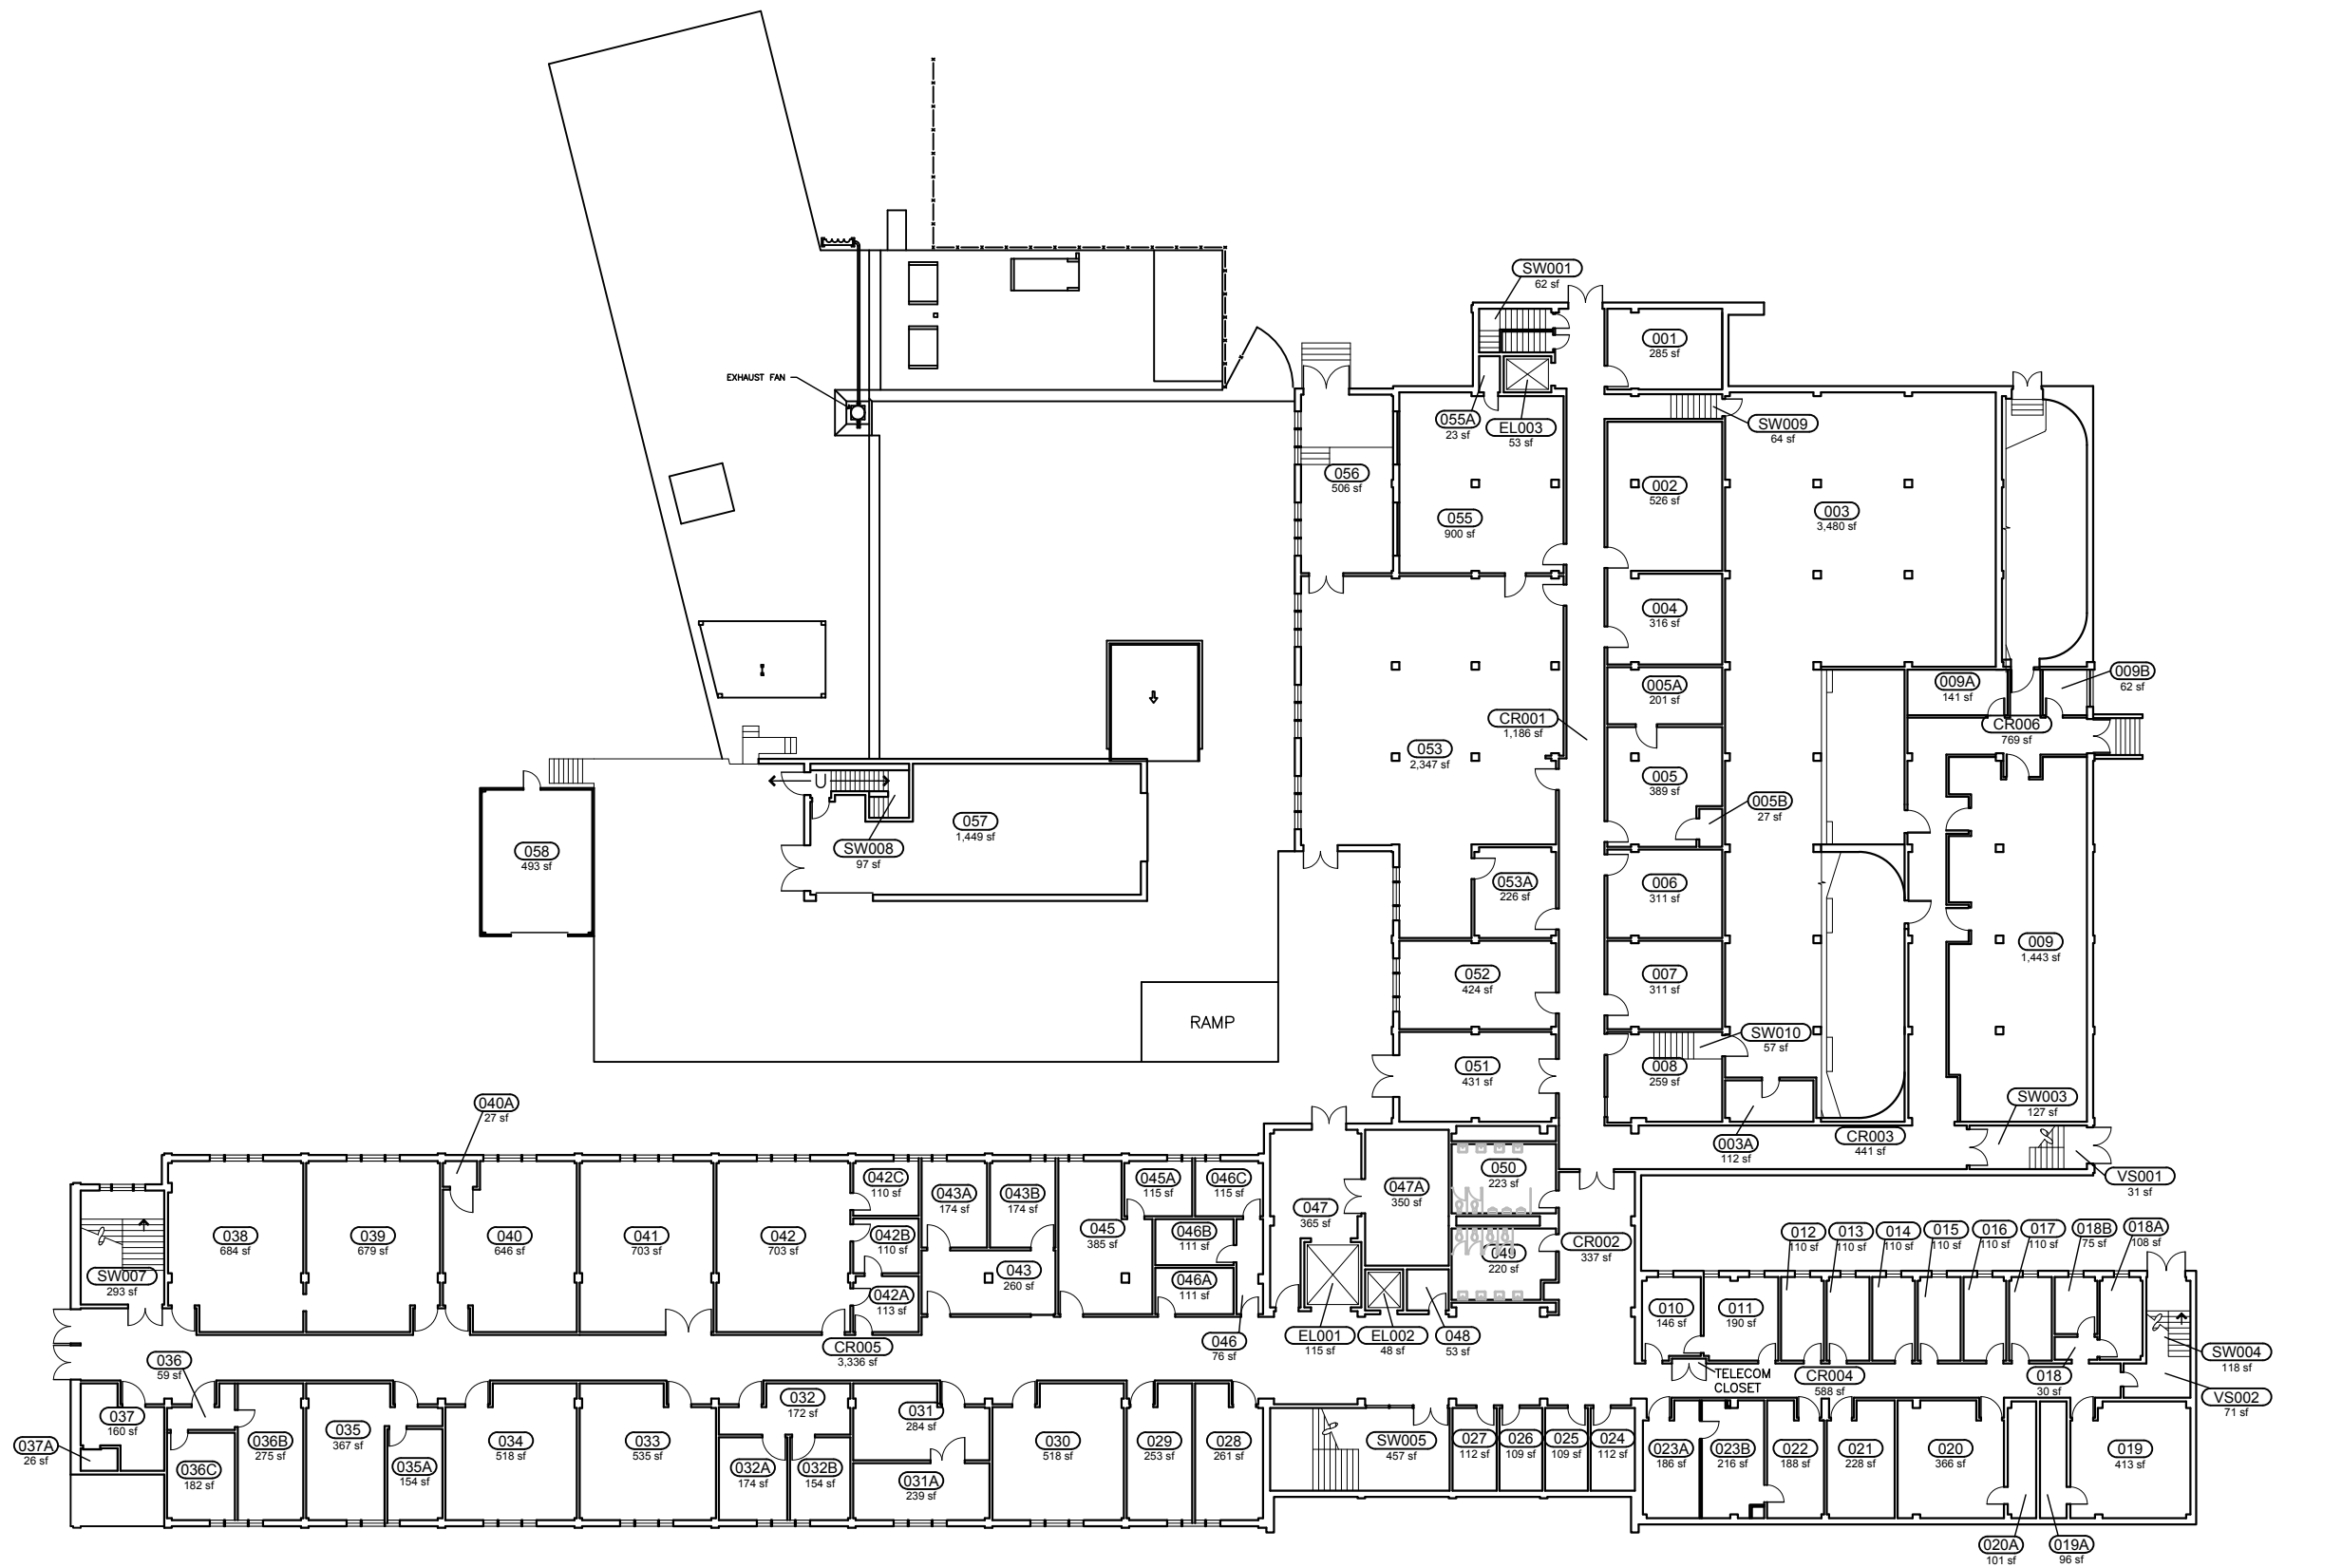 SW001
62 sf
001
285 sf
EXHAUST FAN
055A
23 sf
EL003
53 sf
SW009
64 sf
056
506 sf
002
526 sf
055
900 sf
003
3,480 sf
004
316 sf
005A
201 sf
009A
141 sf
009B
62 sf
CR001
1,186 sf
CR006
769 sf
053
2,347 sf
005
389 sf
005B
27 sf
U
057
1,449 sf
SW008
97 sf
058
493 sf
053A
226 sf
006
311 sf
009
1,443 sf
052
424 sf
007
311 sf
RAMP
SW010
57 sf
051
431 sf
008
259 sf
040A
27 sf
SW003
127 sf
003A
112 sf
CR003
441 sf
VS001
31 sf
050
223 sf
042C
110 sf
043A
174 sf
043B
174 sf
045A
115 sf
046C
115 sf
047A
350 sf
047
365 sf
038
684 sf
039
679 sf
040
646 sf
041
703 sf
042
703 sf
042B
110 sf
045
385 sf
046B
111 sf
049
220 sf
CR002
337 sf
012
110 sf
013
110 sf
014
110 sf
015
110 sf
016
110 sf
017
110 sf
018B
75 sf
018A
108 sf
SW007
293 sf
043
260 sf
042A
113 sf
046A
111 sf
010
146 sf
011
190 sf
CR005
3,336 sf
046
76 sf
EL001
115 sf
EL002
48 sf
048
53 sf
036
59 sf
TELECOM
CLOSET
CR004
588 sf
018
30 sf
SW004
118 sf
VS002
71 sf
037
160 sf
037A
26 sf
036C
182 sf
036B
275 sf
035
367 sf
035A
154 sf
034
518 sf
033
535 sf
032
172 sf
032A
174 sf
032B
154 sf
031
284 sf
031A
239 sf
030
518 sf
029
253 sf
028
261 sf
SW005
457 sf
027
112 sf
026
109 sf
025
109 sf
024
112 sf
023A
186 sf
023B
216 sf
022
188 sf
021
228 sf
020
366 sf
019
413 sf
020A
101 sf
019A
96 sf